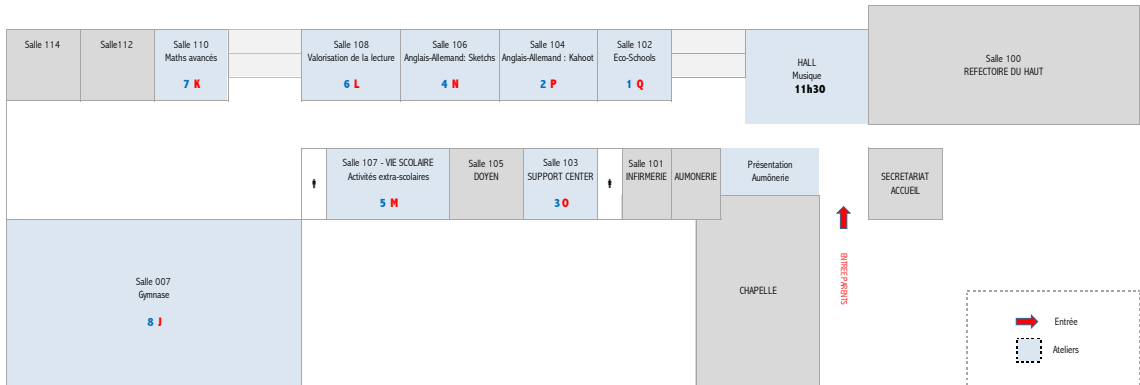 Salle 114
Salle112
Salle 110
Maths avancés
7 K
Salle 108
Valorisation de la lecture
6 L
Salle 106
Anglais-Allemand: Sketchs
4 N
Salle 104
Anglais-Allemand : Kahoot
2 P
Salle 102
Eco-Schools
1 Q
HALL
Musique
11h30
Salle 100
REFECTOIRE DU HAUT
Salle 107 - VIE SCOLAIRE
Activités extra-scolaires
5 M
Salle 105
DOYEN
Salle 103
SUPPORT CENTER
3 O
Salle 101
INFIRMERIE
AUMONERIE
Présentation
Aumônerie
SECRETARIAT
ACCUEIL
ENTREE PARENTS
Salle 007
Gymnase
8 J
CHAPELLE
Entrée
Ateliers